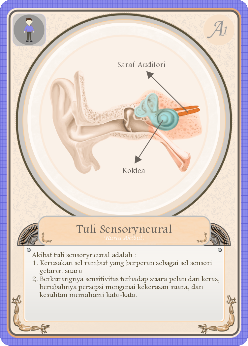 A1
Saraf Auditori
Koklea
Tuli Sensoryneural
Akibat tuli sensoryneural adalah :
1. Kerusakan sel rambut yang berperan sebagai sel sensori
getaran suara
2. Berkurangnya sensitivitas terhadap suara pelan dan keras,
berubahnya persepsi mengenai kekerasan suara, dan
kesulitan memahami kata-kata.